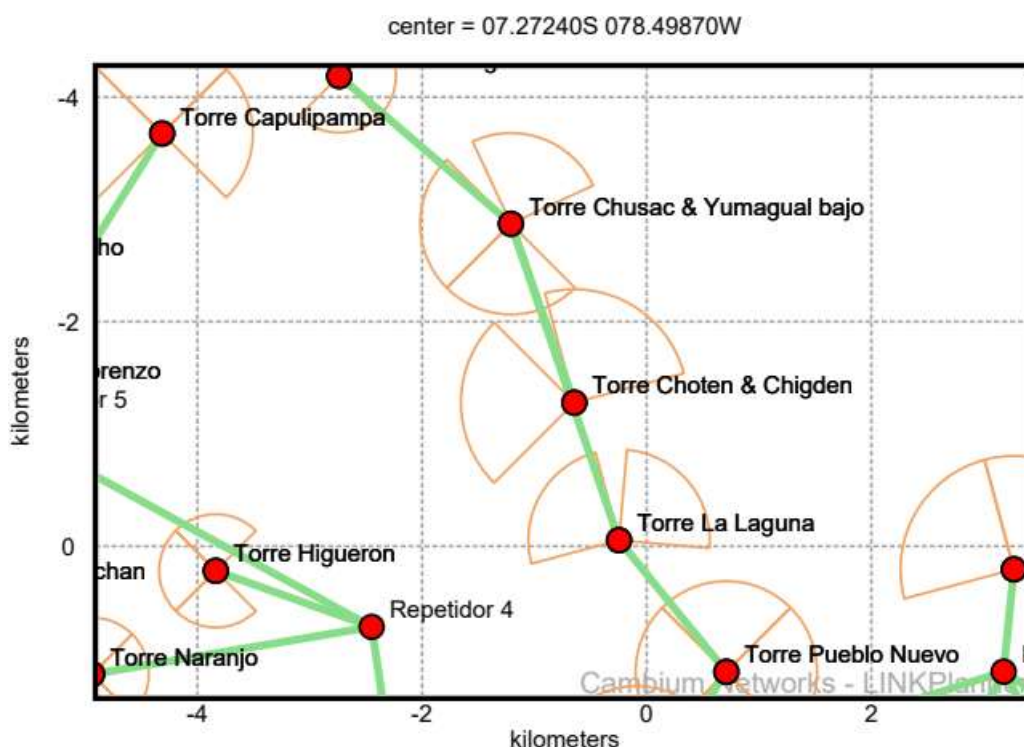 center = 07.27240S 078.49870W
-4
Torre Capulipampa
Torre Chusac & Yumagual bajo
ho
-2
kilometers
Torre Choten & Chigden
r 5
Torre La Laguna
0
Torre Higueron
chan
Repetidor 4
Torre Naranjo
Torre Pueblo Nuevo
Cambium Networks - LINKPlan
-4
-2
0
2
kilometers